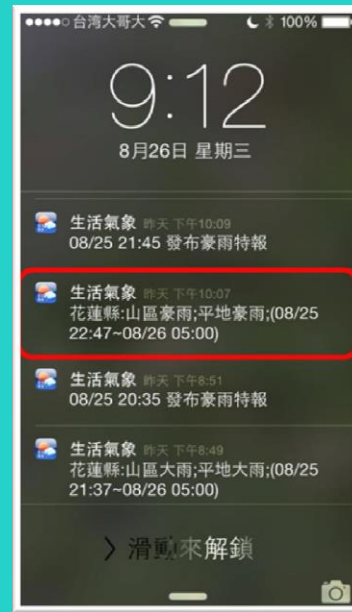 台湾大哥大 100%
9:12
8月26日 星期三
生活氣象 昨天 下午10:09
08/25 21:45 發布豪雨特報
生活氣象 昨天 下午10:07
花蓮縣:山區豪雨;平地豪雨;(08/25
22:47~08/26 05:00)
生活氣象 昨天 下午8:51
08/25 20:35 發布豪雨特報
生活氣象 昨天 下午8:49
花蓮縣:山區大雨;平地大雨;(08/25
21:37~08/26 05:00)
滑動來解鎖